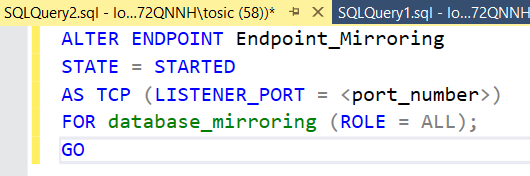 SQLQuery2.sql - lo...72QNNH\tosic (58))*
SQLQuery1.sql - lo...72QNNH
ALTER ENDPOINT Endpoint_Mirroring
STATE = STARTED
AS TCP (LISTENER_PORT = <port_number>)
FOR database_mirroring (ROLE = ALL);
GO